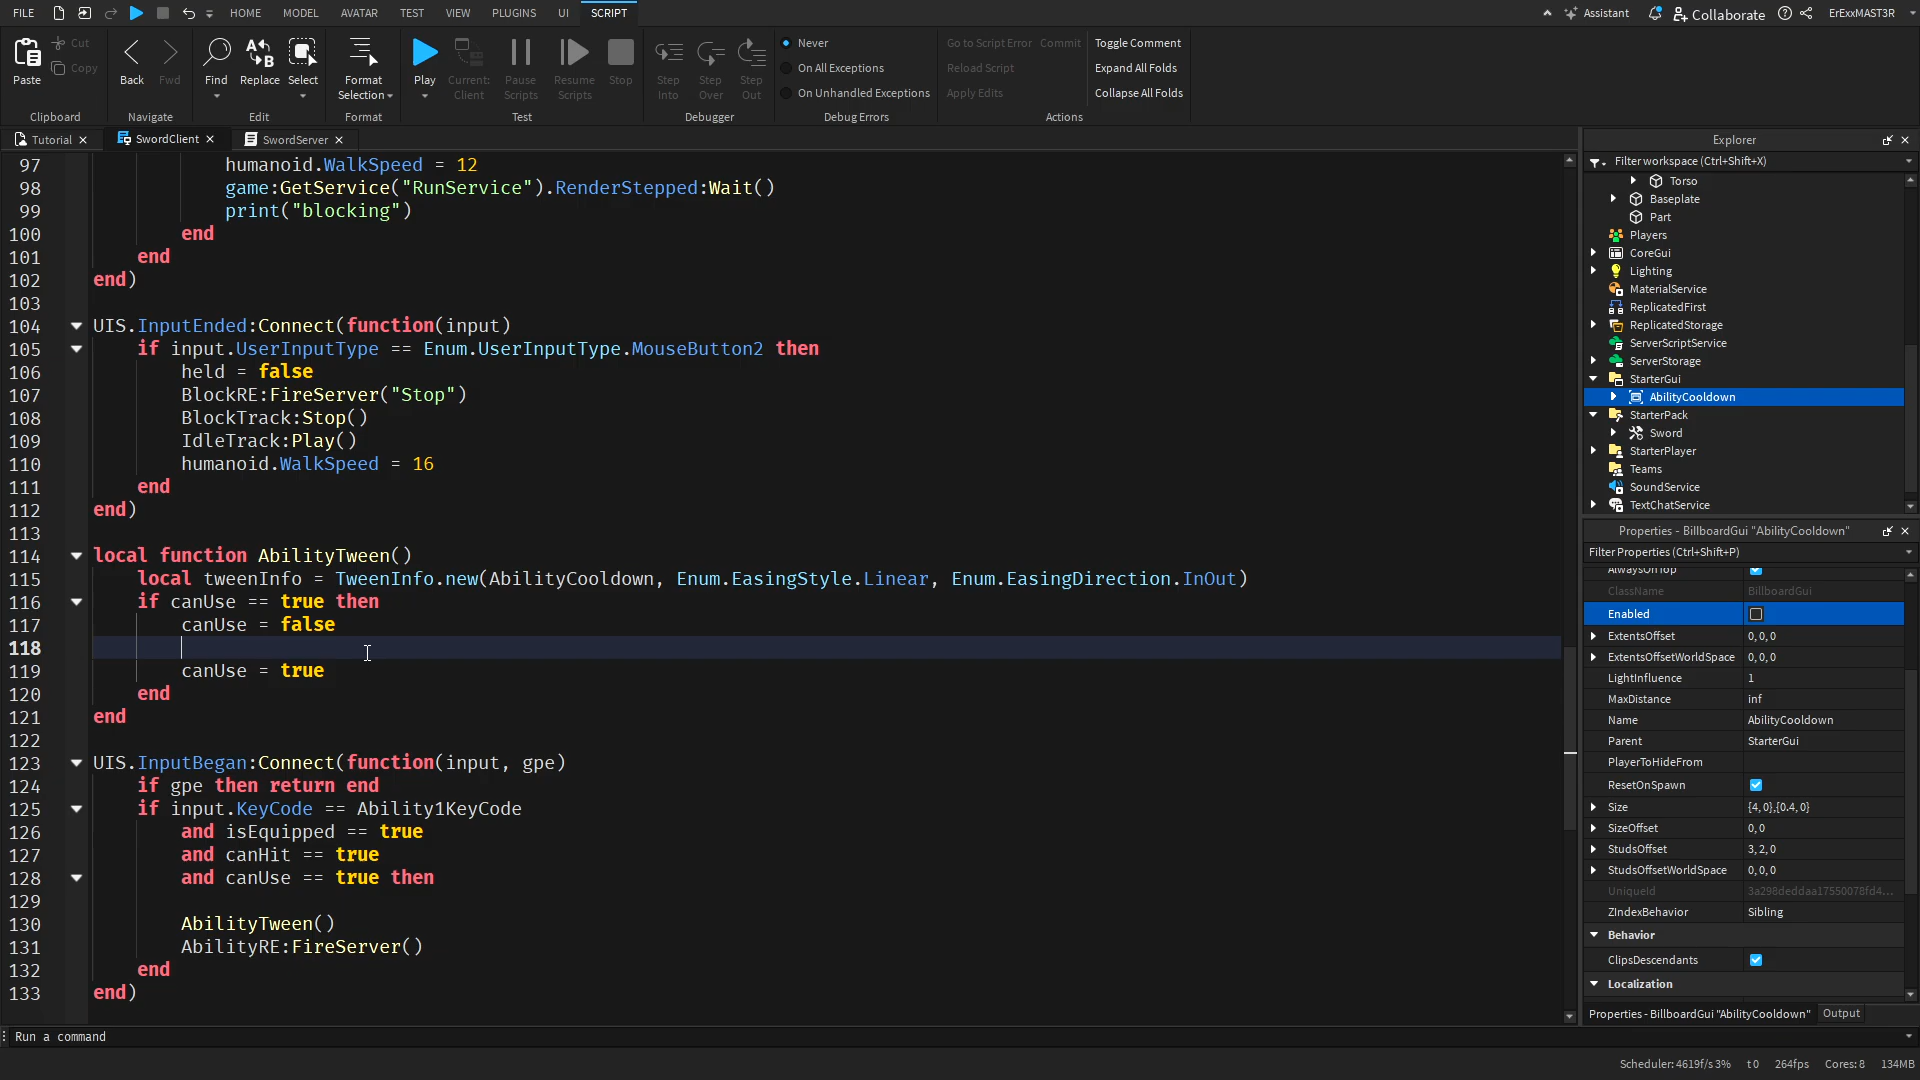 FILE HOME MODEL AVATAR TEST VIEW PLUGINS UI SCRIPT Assistant Collaborate ErExxMAST3R
Paste Cut Copy
Back Fwd
Find Replace Select
Format Selection
Play Current: Client Pause Scripts Resume Scripts Stop
Step Into Step Over Step Out
Never
On All Exceptions
On Unhandled Exceptions
Go to Script Error Commit
Reload Script
Apply Edits
Toggle Comment
Expand All Folds
Collapse All Folds
Clipboard Navigate Edit Format Test Debugger Debug Errors Actions
Tutorial SwordClient SwordServer
97 humanoid.WalkSpeed = 12
98 game:GetService("RunService").RenderStepped:Wait()
99 print("blocking")
100 end
101 end
102 end)
103
104 UIS.InputEnded:Connect(function(input)
105 if input.UserInputType == Enum.UserInputType.MouseButton2 then
106 held = false
107 BlockRE:FireServer("Stop")
108 BlockTrack:Stop()
109 IdleTrack:Play()
110 humanoid.WalkSpeed = 16
111 end
112 end)
113
114 local function AbilityTween()
115 local tweenInfo = TweenInfo.new(AbilityCooldown, Enum.EasingStyle.Linear, Enum.EasingDirection.InOut)
116 if canUse == true then
117 canUse = false
118
119 canUse = true
120 end
121 end
122
123 UIS.InputBegan:Connect(function(input, gpe)
124 if gpe then return end
125 if input.KeyCode == Ability1KeyCode
126 and isEquipped == true
127 and canHit == true
128 and canUse == true then
129
130 AbilityTween()
131 AbilityRE:FireServer()
132 end
133 end)
Explorer
Filter workspace (Ctrl+Shift+X)
Torso
Baseplate
Part
Players
CoreGui
Lighting
MaterialService
ReplicatedFirst
ReplicatedStorage
ServerScriptService
ServerStorage
StarterGui
AbilityCooldown
StarterPack
Sword
StarterPlayer
Teams
SoundService
TextChatService
Properties - BillboardGui "AbilityCooldown"
Filter Properties (Ctrl+Shift+P)
AlwaysOnTop
ClassName BillboardGui
Enabled
ExtentsOffset 0, 0, 0
ExtentsOffsetWorldSpace 0, 0, 0
LightInfluence 1
MaxDistance inf
Name AbilityCooldown
Parent StarterGui
PlayerToHideFrom
ResetOnSpawn
Size {4, 0},{0.4, 0}
SizeOffset 0, 0
StudsOffset 3, 2, 0
StudsOffsetWorldSpace 0, 0, 0
UniqueId 3a298deddaa17550078fd4...
ZIndexBehavior Sibling
Behavior
ClipsDescendants
Localization
Properties - BillboardGui "AbilityCooldown" Output
Run a command
Scheduler: 4619f/s 3% t 0 264fps Cores: 8 134MB